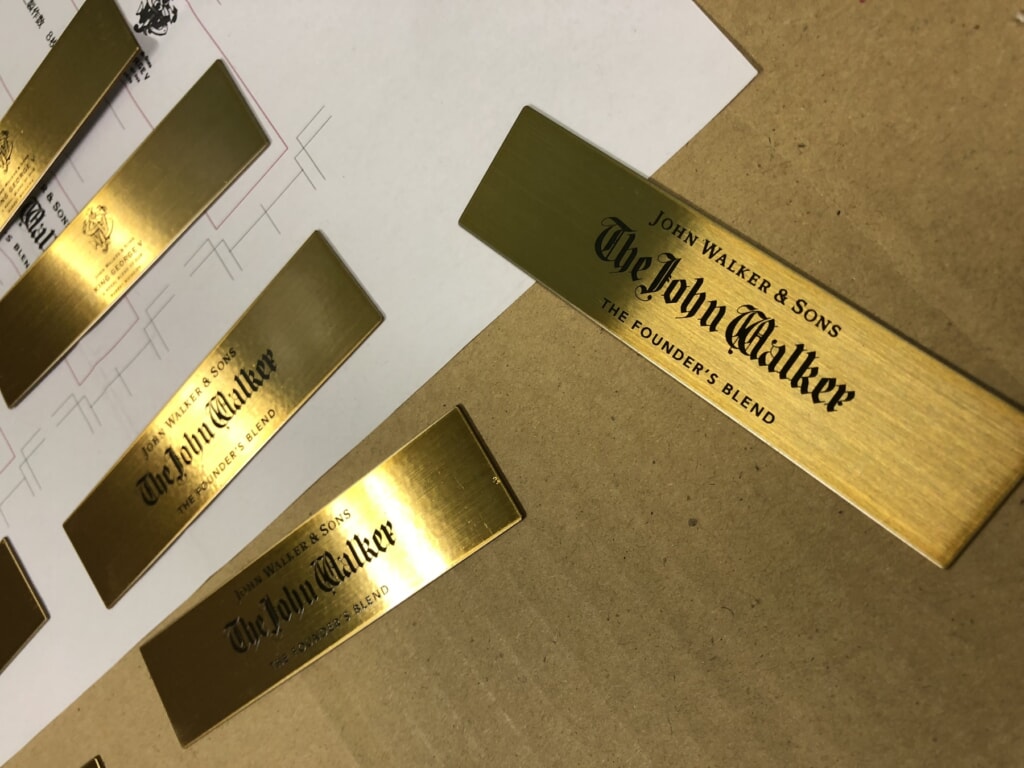 JOHN WALKER & SONS
The John Walker
THE FOUNDER'S BLEND
JOHN WALKER & SONS
The John Walker
THE FOUNDER'S BLEND
JOHN WALKER & SONS
The John Walker
THE FOUNDER'S BLEND
KING GEORGE V
& SONS